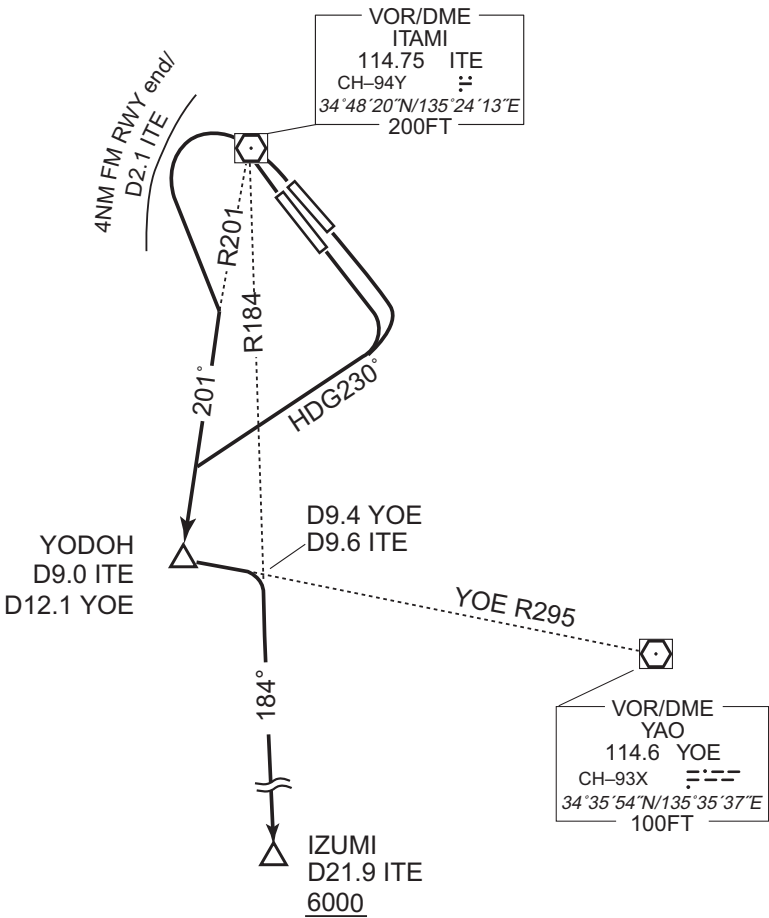 VOR/DME
ITAMI
114.75 ITE
CH–94Y
34°48′20″N/135°24′13″E
200FT
4NM FM RWY end/
D2.1 ITE
R201
R184
201°
HDG230°
YODOH
D9.0 ITE
D12.1 YOE
D9.4 YOE
D9.6 ITE
YOE R295
184°
VOR/DME
YAO
114.6 YOE
CH–93X
34°35′54″N/135°35′37″E
100FT
IZUMI
D21.9 ITE
6000